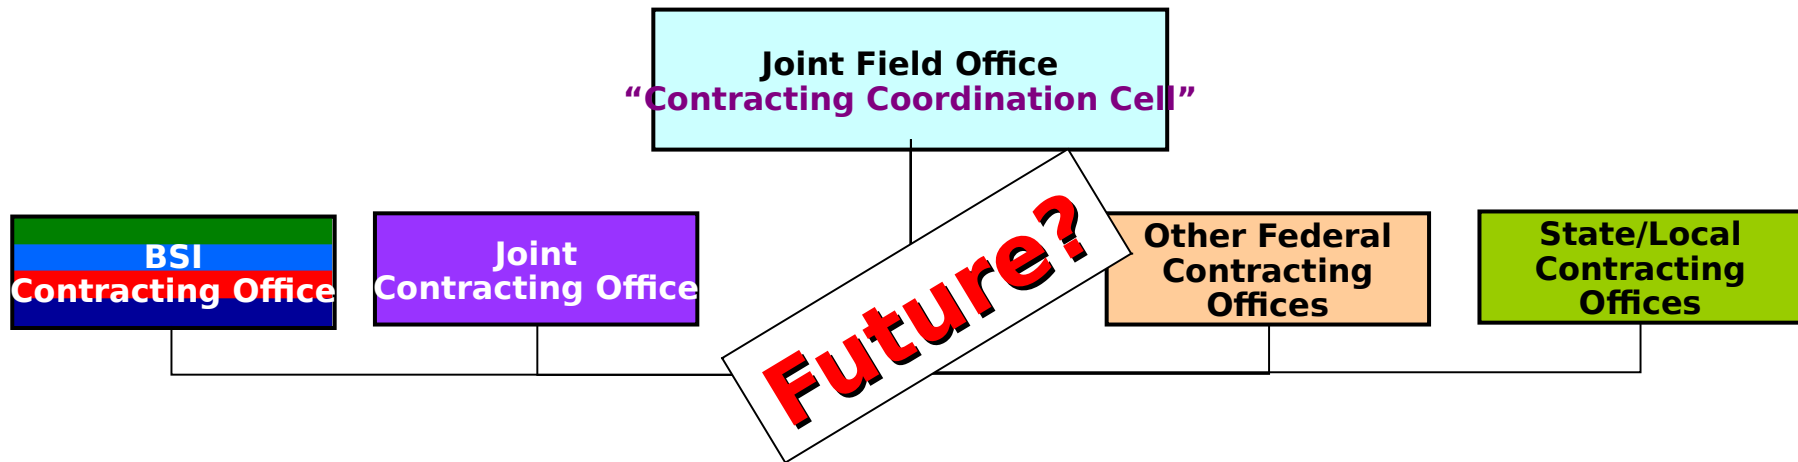 Joint Field Office
“Contracting Coordination Cell”
BSI
Contracting Office
Joint
Contracting Office
Future?
Other Federal
Contracting
Offices
State/Local
Contracting
Offices